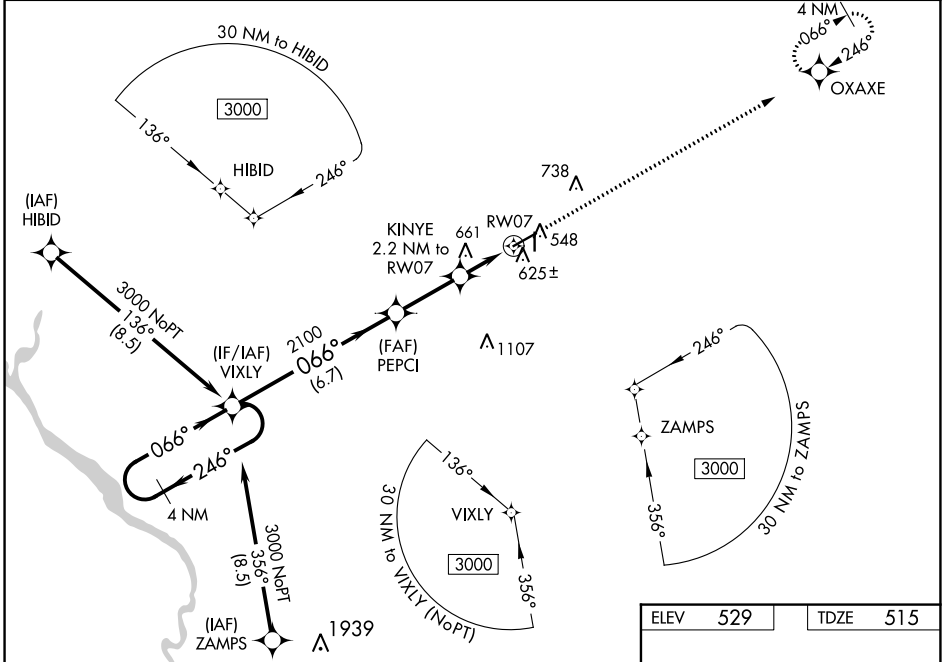 4 NM
066°
246°
OXAXE
30 NM to HIBID
3000
136°
HIBID
246°
738
(IAF)
HIBID
KINYE
2.2 NM to
RW07
661
RW07
548
625±
3000 NoPT
136°
(8.5)
(IF/IAF)
VIXLY
2100
066°
(6.7)
(FAF)
PEPCI
1107
246°
ZAMPS
3000
356°
30 NM to ZAMPS
066°
246°
4 NM
136°
VIXLY
3000
356°
30 NM to VIXLY (NoPT)
3000 NoPT
356°
(8.5)
(IAF)
ZAMPS
1939
ELEV 529
TDZE 515